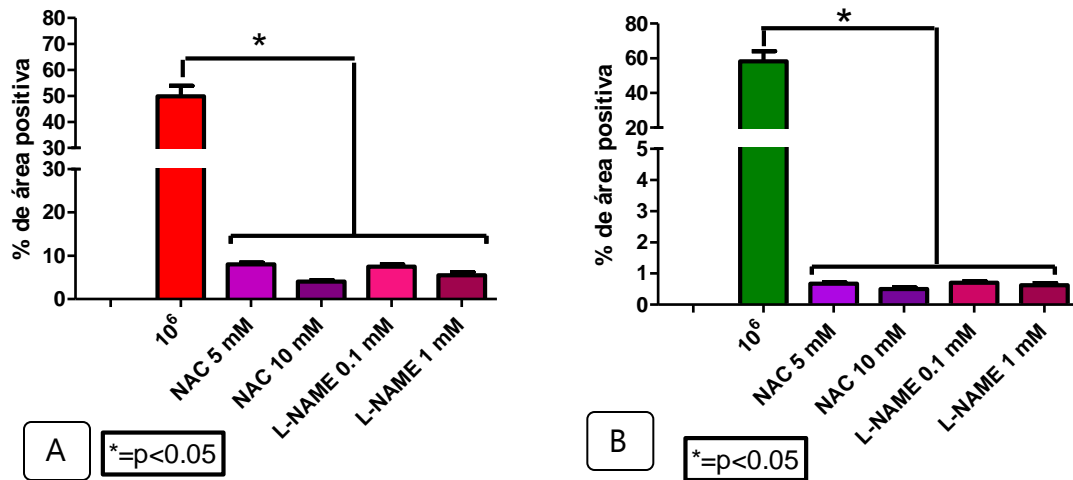 % de área positiva
80
70
60
50
40
30
30
20
10
0
*
10⁶
NAC 5 mM
NAC 10 mM
L-NAME 0.1 mM
L-NAME 1 mM
A
*=p<0.05
% de área positiva
80
60
40
20
5
4
3
2
1
0
*
10⁶
NAC 5 mM
NAC 10 mM
L-NAME 0.1 mM
L-NAME 1 mM
B
*=p<0.05